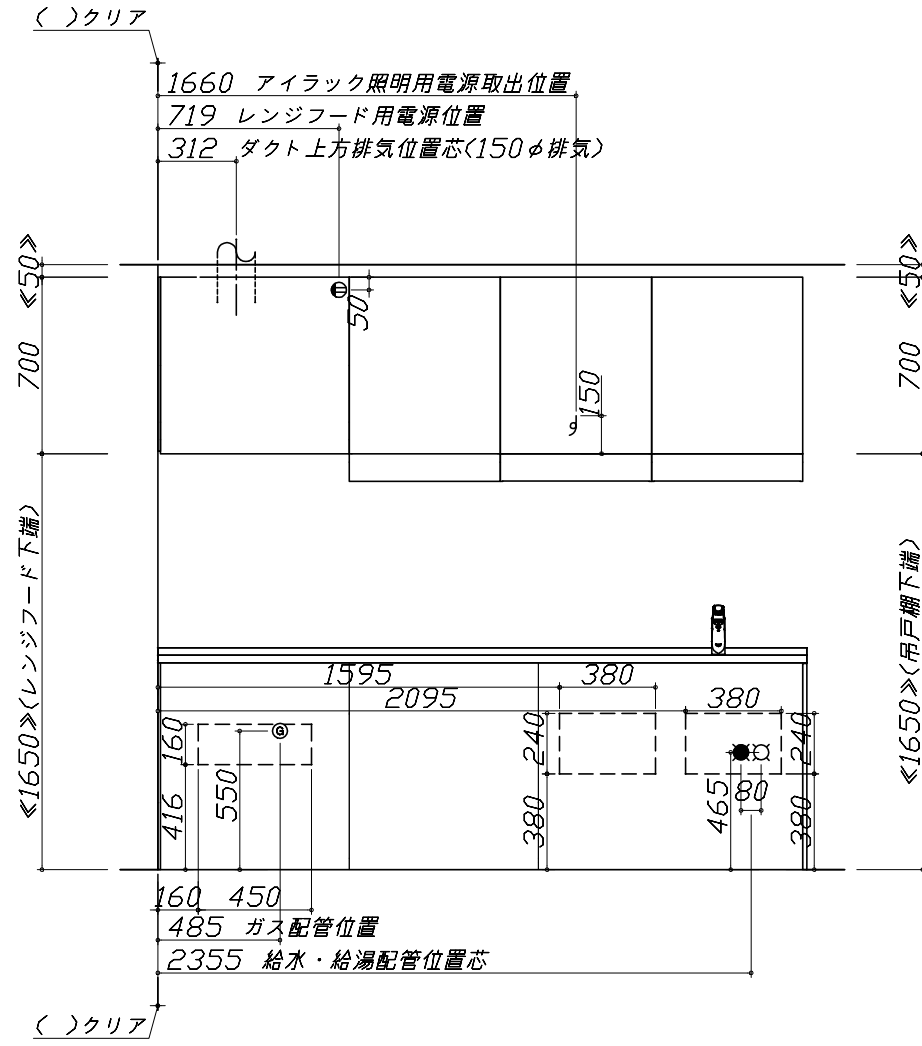 ( )クリア
1660 アイラック照明用電源取出位置
719 レンジフード用電源位置
312 ダクト上方排気位置芯(150φ排気)
≪50≫
≪50≫
50
700
700
150
≪1650≫(レンジフード下端)
≪1650≫(吊戸棚下端)
1595
380
2095
380
160
G
240
240
550
465
80
416
380
380
160
450
485 ガス配管位置
2355 給水・給湯配管位置芯
( )クリア